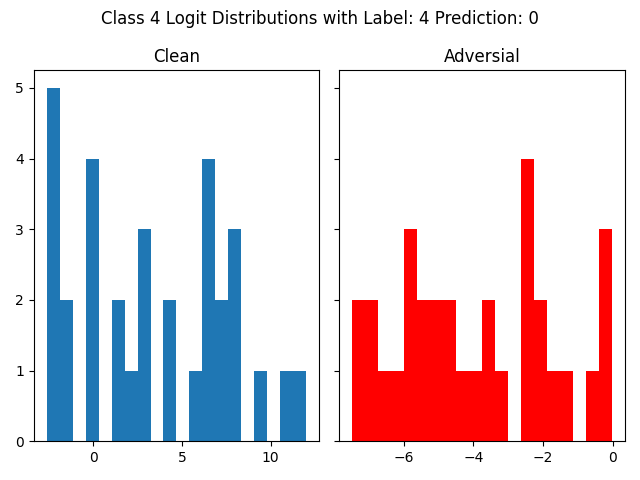 Class 4 Logit Distributions with Label: 4 Prediction: 0
Clean
Adversial
5
4
3
2
1
0
0 5 10
−6 −4 −2 0